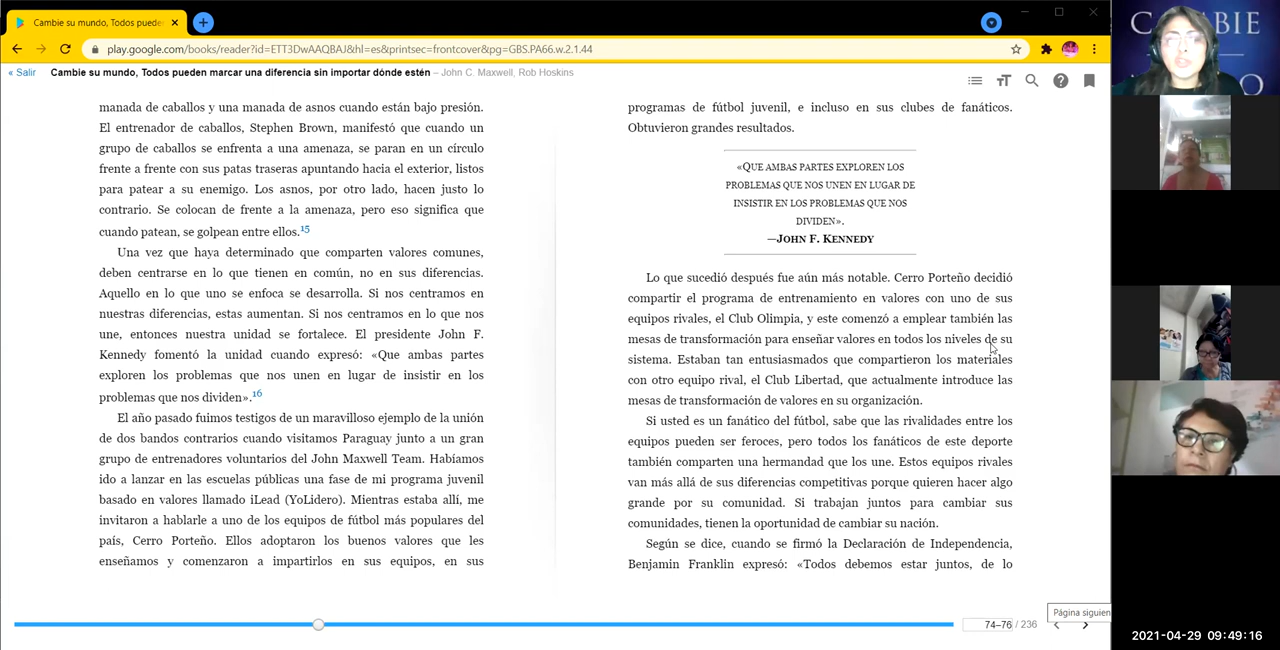 Cambie su mundo, Todos puede
play.google.com/books/reader?id=ETT3DwAAQBAJ&hl=es&printsec=frontcover&pg=GBS.PA66.w.2.1.44
« Salir
Cambie su mundo, Todos pueden marcar una diferencia sin importar dónde estén – John C. Maxwell, Rob Hoskins
manada de caballos y una manada de asnos cuando están bajo presión.
El entrenador de caballos, Stephen Brown, manifestó que cuando un
grupo de caballos se enfrenta a una amenaza, se paran en un círculo
frente a frente con sus patas traseras apuntando hacia el exterior, listos
para patear a su enemigo. Los asnos, por otro lado, hacen justo lo
contrario. Se colocan de frente a la amenaza, pero eso significa que
cuando patean, se golpean entre ellos.15
Una vez que haya determinado que comparten valores comunes,
deben centrarse en lo que tienen en común, no en sus diferencias.
Aquello en lo que uno se enfoca se desarrolla. Si nos centramos en
nuestras diferencias, estas aumentan. Si nos centramos en lo que nos
une, entonces nuestra unidad se fortalece. El presidente John F.
Kennedy fomentó la unidad cuando expresó: «Que ambas partes
exploren los problemas que nos unen en lugar de insistir en los
problemas que nos dividen».16
El año pasado fuimos testigos de un maravilloso ejemplo de la unión
de dos bandos contrarios cuando visitamos Paraguay junto a un gran
grupo de entrenadores voluntarios del John Maxwell Team. Habíamos
ido a lanzar en las escuelas públicas una fase de mi programa juvenil
basado en valores llamado iLead (YoLidero). Mientras estaba allí, me
invitaron a hablarle a uno de los equipos de fútbol más populares del
país, Cerro Porteño. Ellos adoptaron los buenos valores que les
enseñamos y comenzaron a impartirlos en sus equipos, en sus
programas de fútbol juvenil, e incluso en sus clubes de fanáticos.
Obtuvieron grandes resultados.
«QUE AMBAS PARTES EXPLOREN LOS
PROBLEMAS QUE NOS UNEN EN LUGAR DE
INSISTIR EN LOS PROBLEMAS QUE NOS
DIVIDEN».
—JOHN F. KENNEDY
Lo que sucedió después fue aún más notable. Cerro Porteño decidió
compartir el programa de entrenamiento en valores con uno de sus
equipos rivales, el Club Olimpia, y este comenzó a emplear también las
mesas de transformación para enseñar valores en todos los niveles de su
sistema. Estaban tan entusiasmados que compartieron los materiales
con otro equipo rival, el Club Libertad, que actualmente introduce las
mesas de transformación de valores en su organización.
Si usted es un fanático del fútbol, sabe que las rivalidades entre los
equipos pueden ser feroces, pero todos los fanáticos de este deporte
también comparten una hermandad que los une. Estos equipos rivales
van más allá de sus diferencias competitivas porque quieren hacer algo
grande por su comunidad. Si trabajan juntos para cambiar sus
comunidades, tienen la oportunidad de cambiar su nación.
Según se dice, cuando se firmó la Declaración de Independencia,
Benjamin Franklin expresó: «Todos debemos estar juntos, de lo
Página siguien
74–76 / 236
2021-04-29 09:49:16